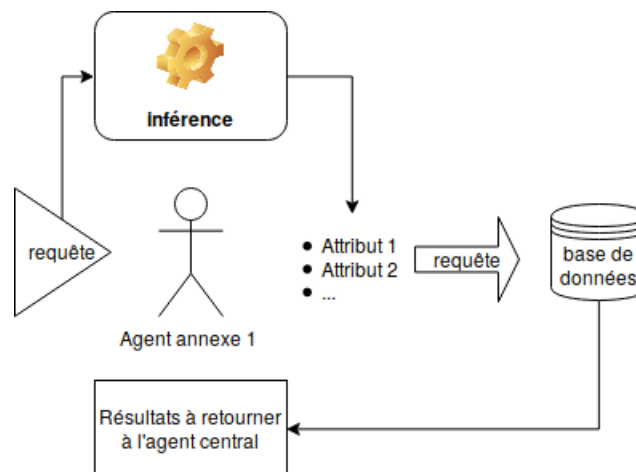 inférence
requête
● Attribut 1
● Attribut 2
● ...
requête
base de
données
Agent annexe 1
Résultats à retourner
à l'agent central